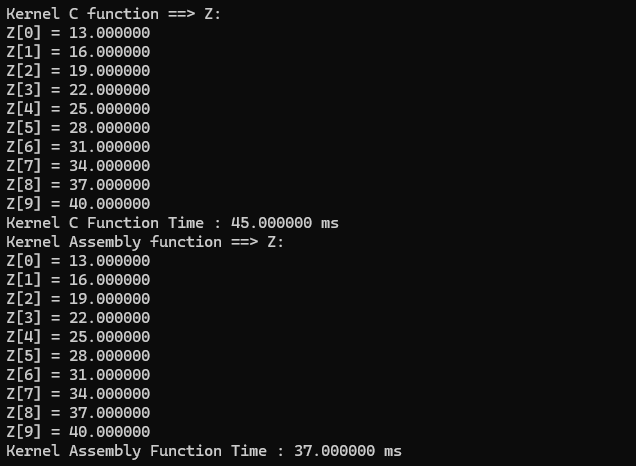 Kernel C function ==> Z:
Z[0] = 13.000000
Z[1] = 16.000000
Z[2] = 19.000000
Z[3] = 22.000000
Z[4] = 25.000000
Z[5] = 28.000000
Z[6] = 31.000000
Z[7] = 34.000000
Z[8] = 37.000000
Z[9] = 40.000000
Kernel C Function Time : 45.000000 ms
Kernel Assembly function ==> Z:
Z[0] = 13.000000
Z[1] = 16.000000
Z[2] = 19.000000
Z[3] = 22.000000
Z[4] = 25.000000
Z[5] = 28.000000
Z[6] = 31.000000
Z[7] = 34.000000
Z[8] = 37.000000
Z[9] = 40.000000
Kernel Assembly Function Time : 37.000000 ms